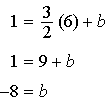 1 = 3/2 (6) + b
1 = 9 + b
−8 = b